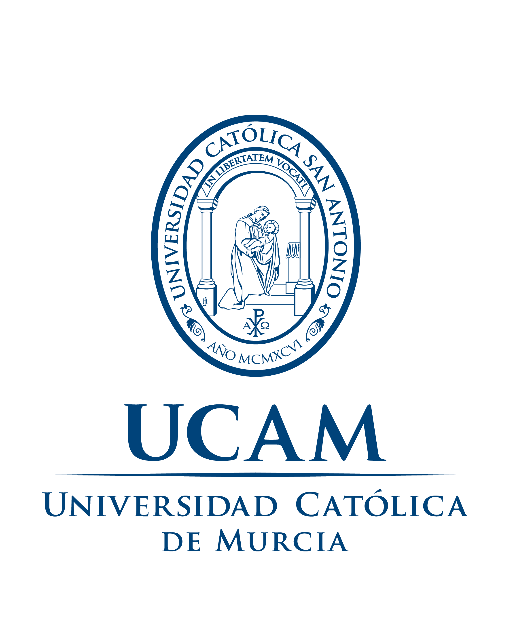 UNIVERSIDAD CATÓLICA SAN ANTONIO
IN LIBERTATEM VOCATI
Α Ω
AÑO MCMXCVI
UCAM
UNIVERSIDAD CATÓLICA
DE MURCIA